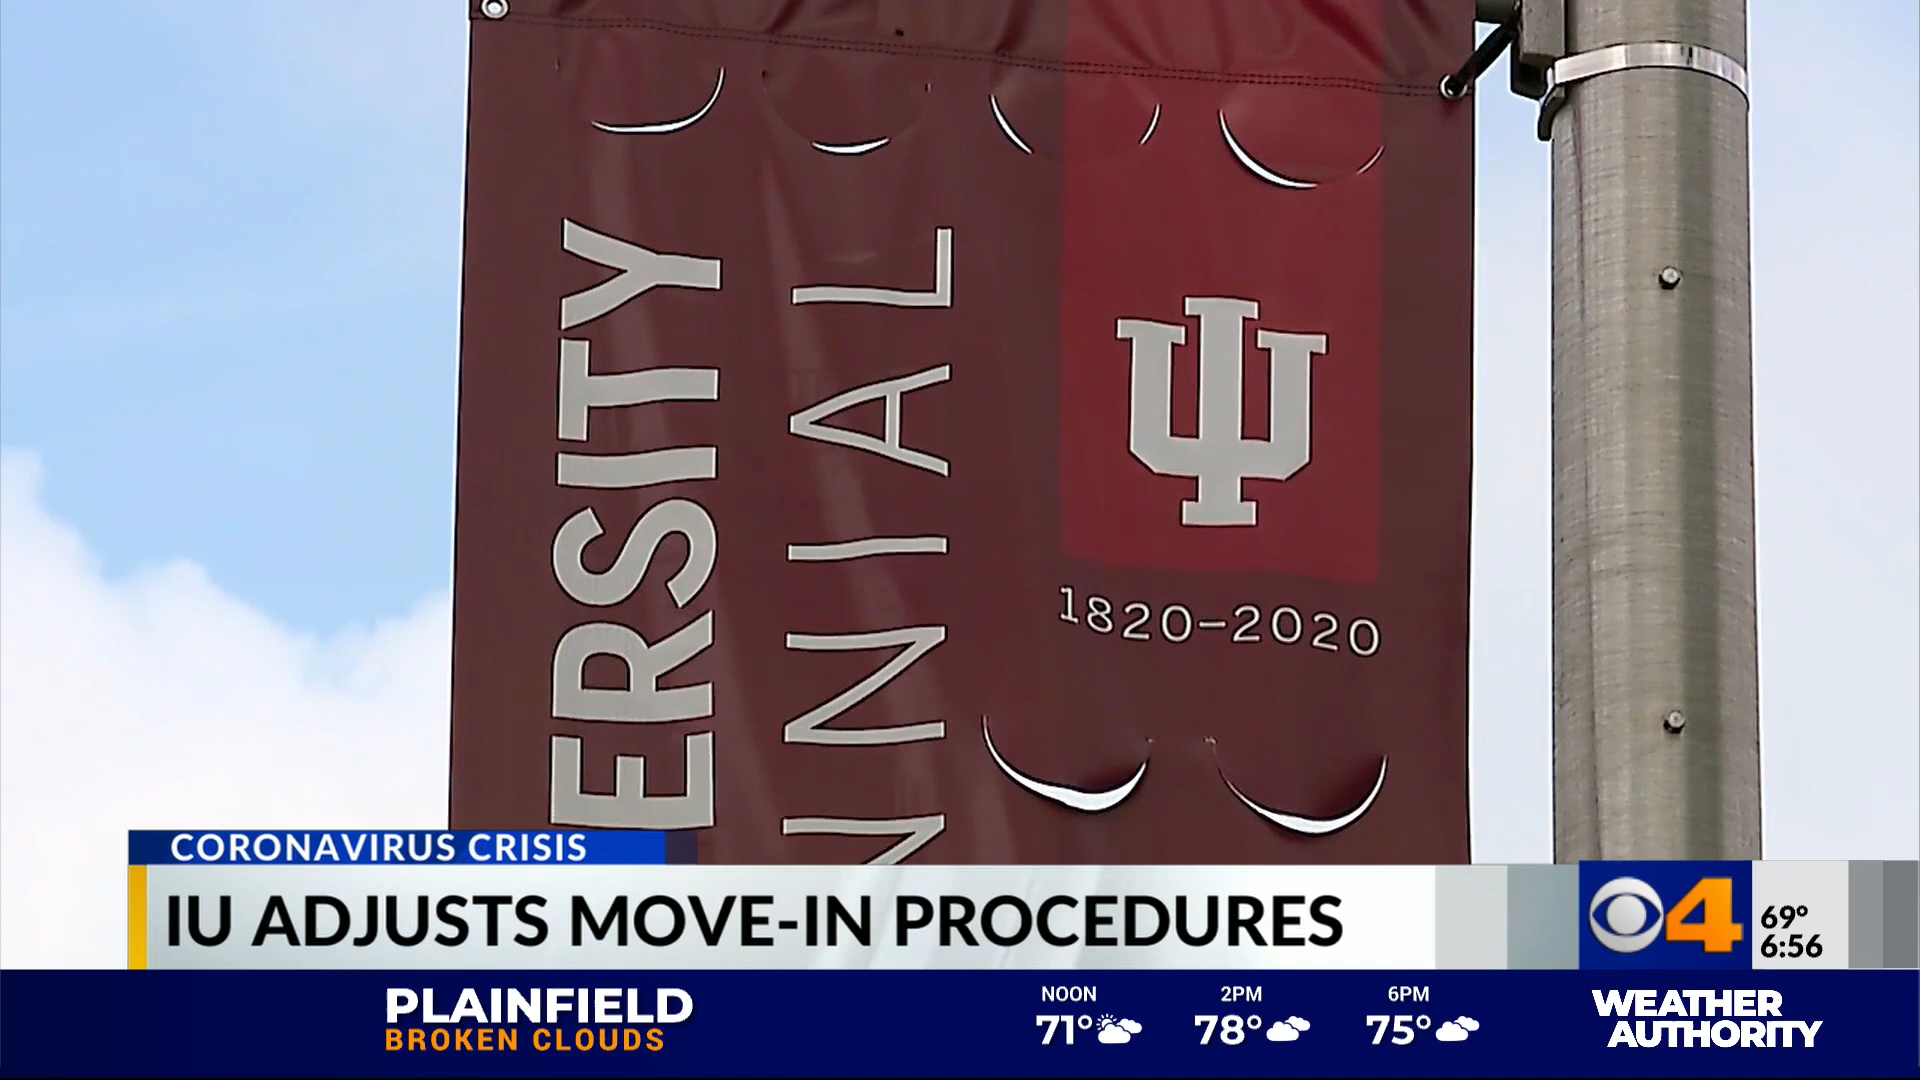 ERSITY
NNIAL
IU
1820-2020
CORONAVIRUS CRISIS
IU ADJUSTS MOVE-IN PROCEDURES
4
69°
6:56
PLAINFIELD
BROKEN CLOUDS
NOON
71°
2PM
78°
6PM
75°
WEATHER
AUTHORITY